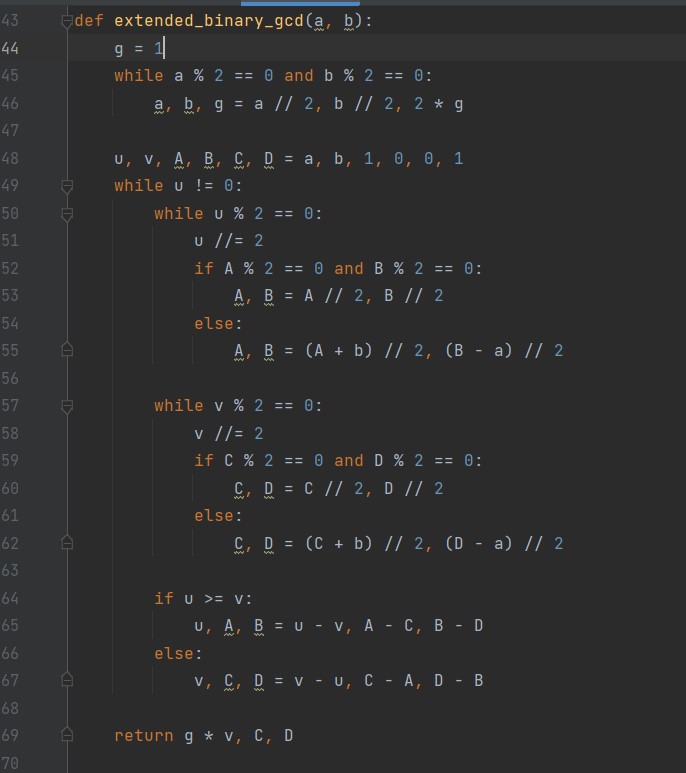 43 def extended_binary_gcd(a, b):
44     g = 1
45     while a % 2 == 0 and b % 2 == 0:
46         a, b, g = a // 2, b // 2, 2 * g
47
48     u, v, A, B, C, D = a, b, 1, 0, 0, 1
49     while u != 0:
50         while u % 2 == 0:
51             u //= 2
52             if A % 2 == 0 and B % 2 == 0:
53                 A, B = A // 2, B // 2
54             else:
55                 A, B = (A + b) // 2, (B - a) // 2
56
57         while v % 2 == 0:
58             v //= 2
59             if C % 2 == 0 and D % 2 == 0:
60                 C, D = C // 2, D // 2
61             else:
62                 C, D = (C + b) // 2, (D - a) // 2
63
64         if u >= v:
65             u, A, B = u - v, A - C, B - D
66         else:
67             v, C, D = v - u, C - A, D - B
68
69     return g * v, C, D
70